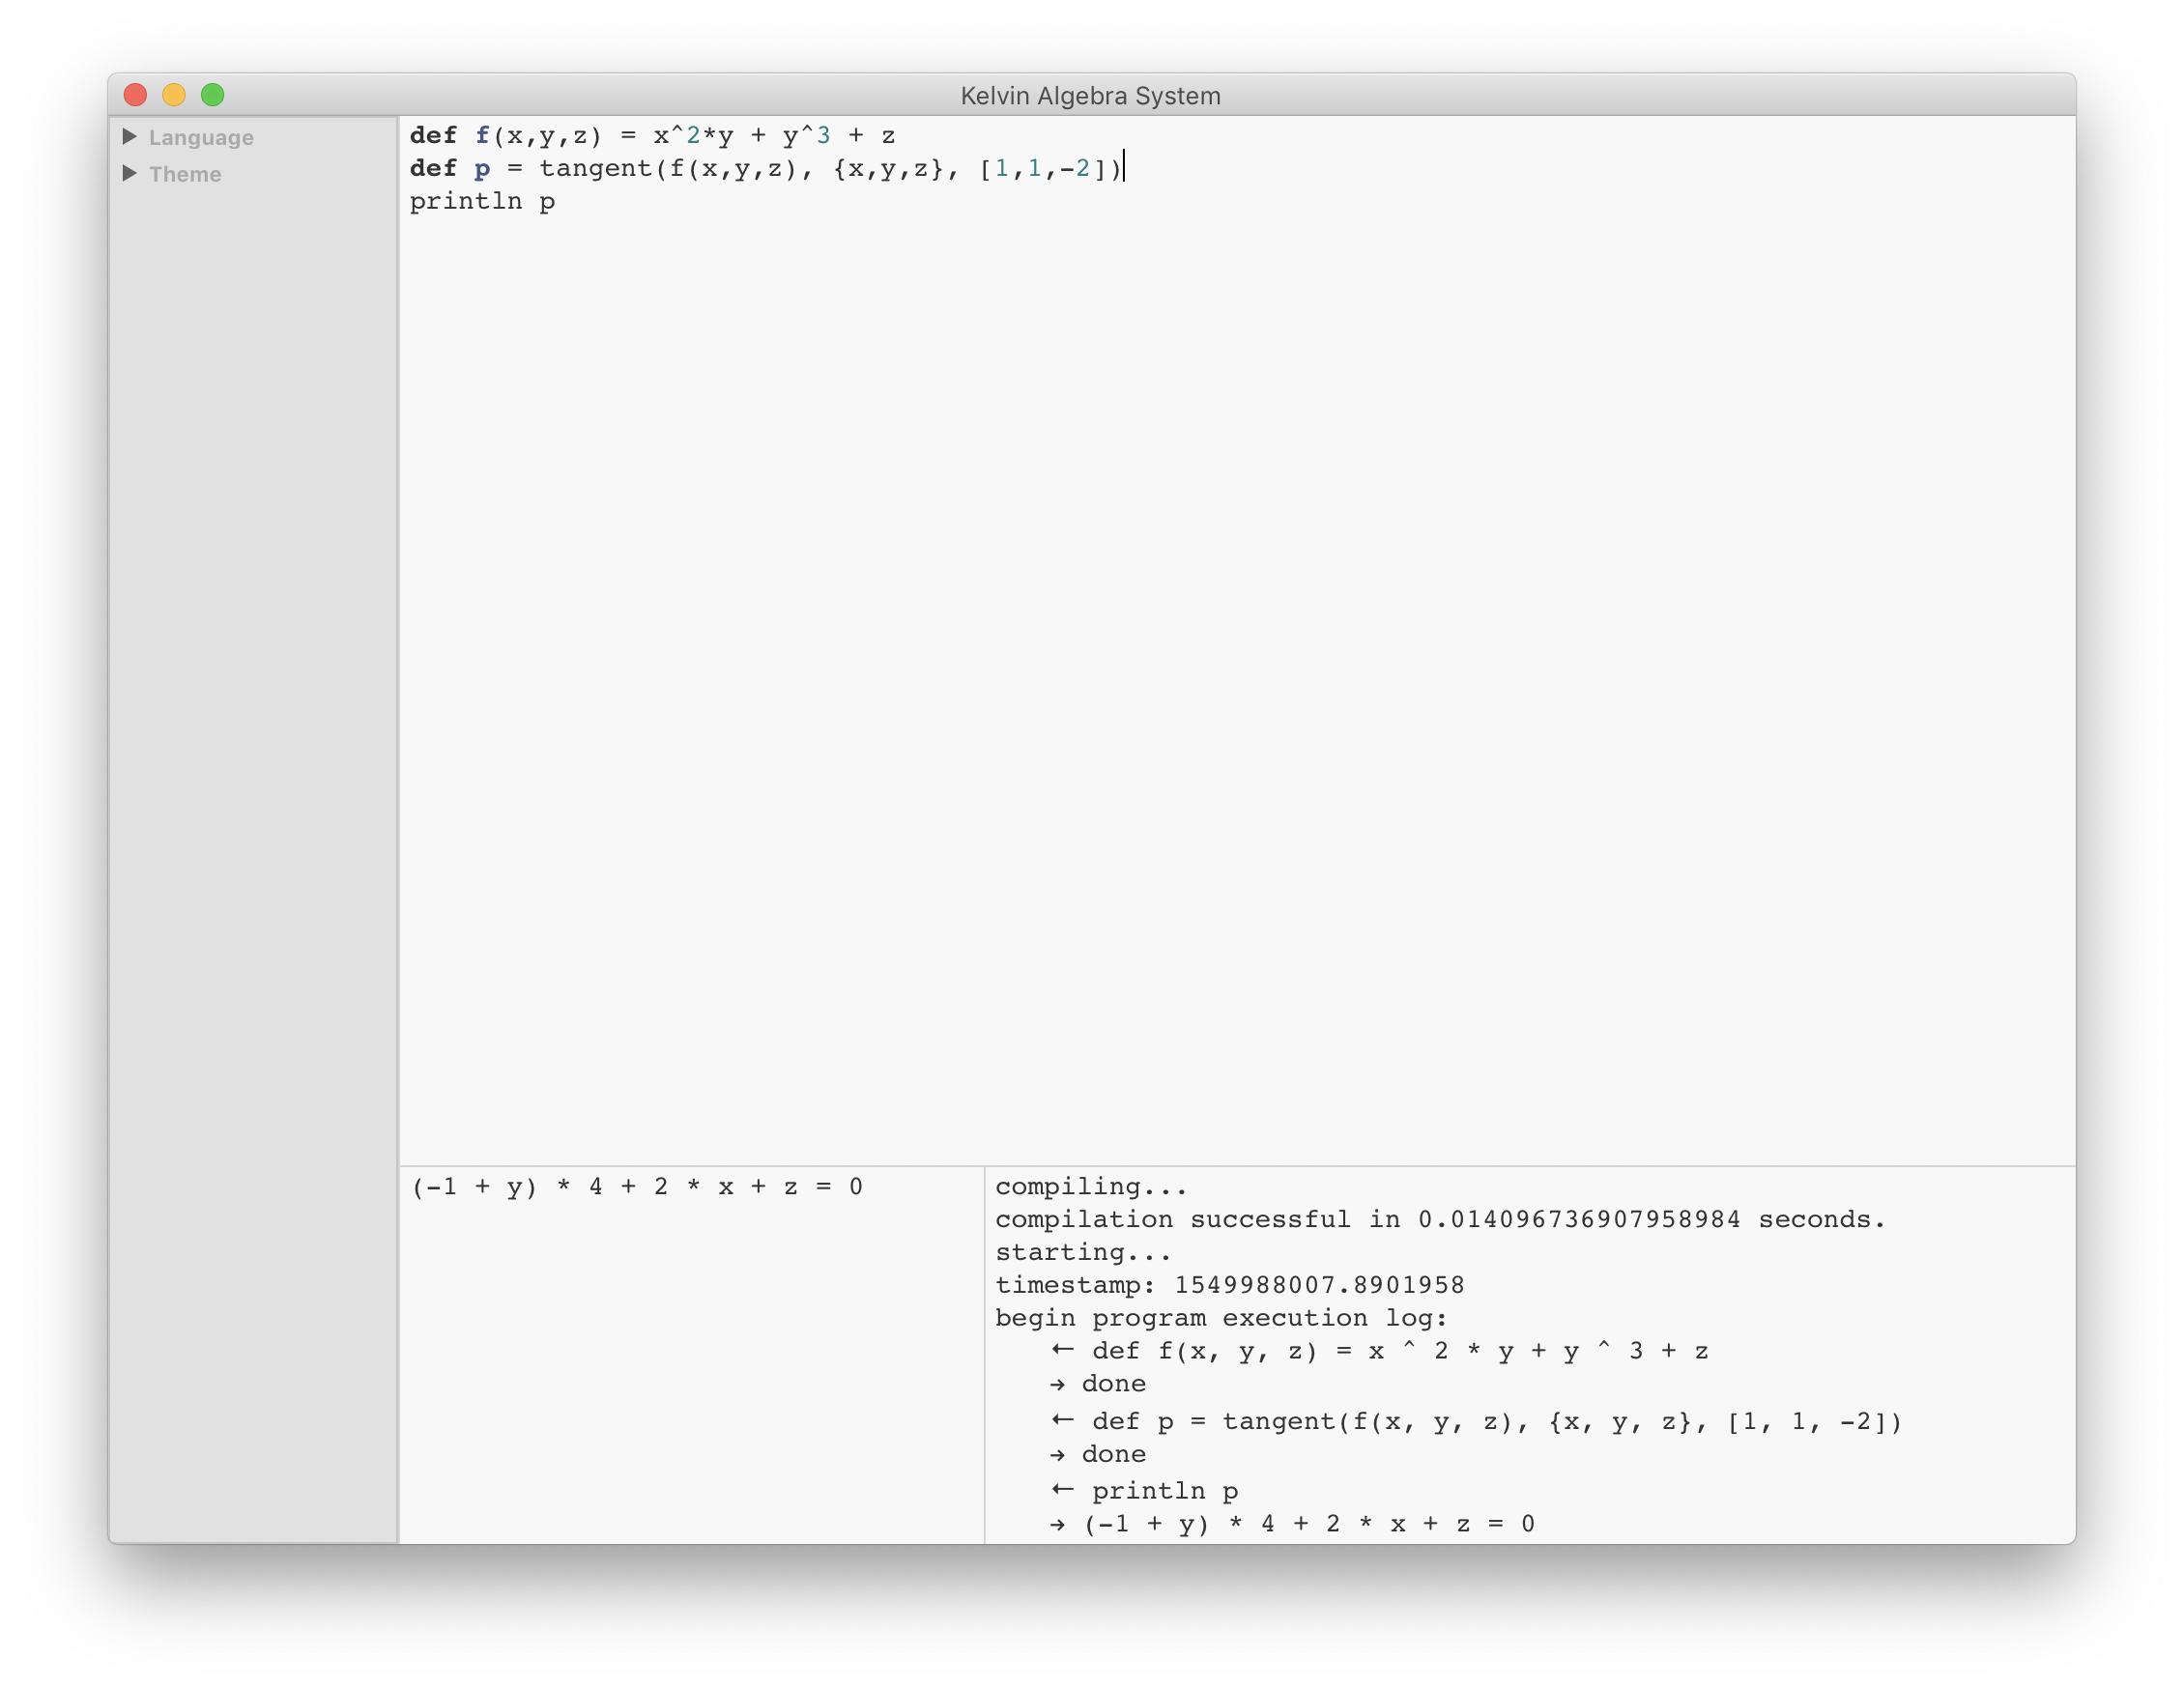 Kelvin Algebra System
Language
Theme
def f(x,y,z) = x^2*y + y^3 + z
def p = tangent(f(x,y,z), {x,y,z}, [1,1,-2])
println p
(-1 + y) * 4 + 2 * x + z = 0
compiling...
compilation successful in 0.014096736907958984 seconds.
starting...
timestamp: 1549988007.8901958
begin program execution log:
← def f(x, y, z) = x ^ 2 * y + y ^ 3 + z
→ done
← def p = tangent(f(x, y, z), {x, y, z}, [1, 1, -2])
→ done
← println p
→ (-1 + y) * 4 + 2 * x + z = 0